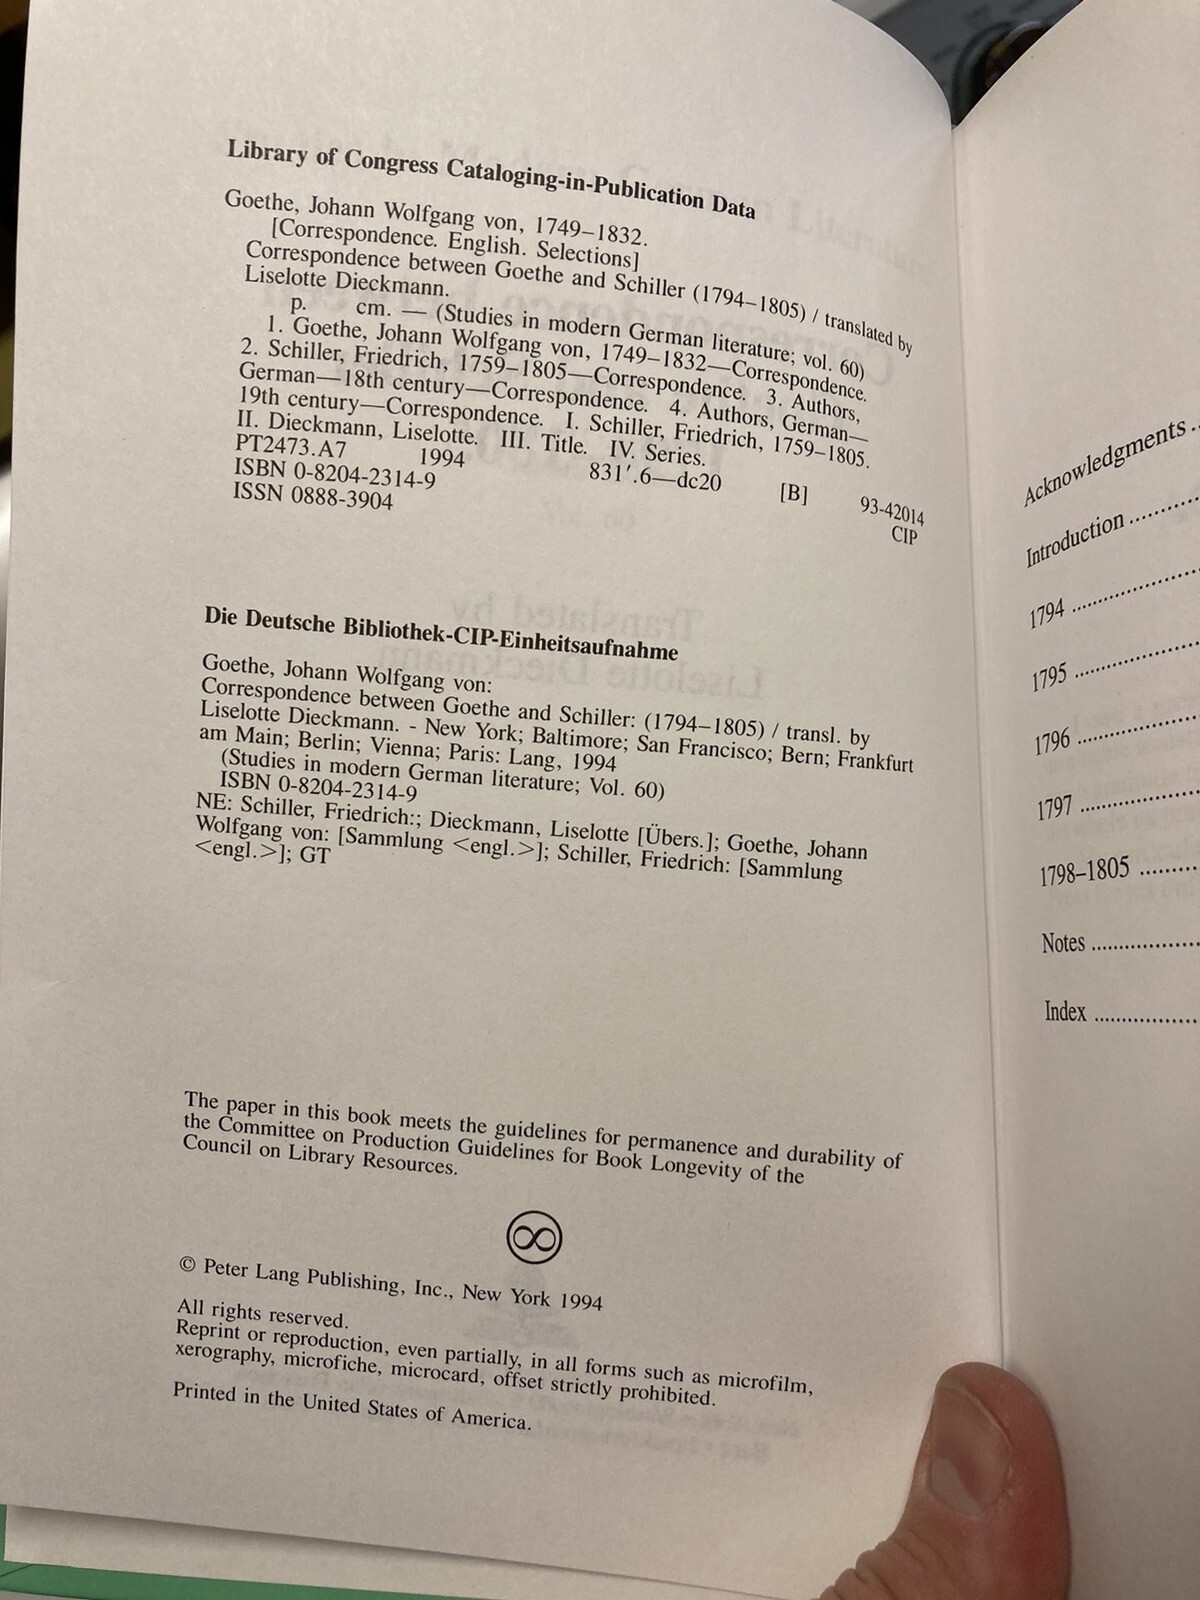 Library of Congress Cataloging-in-Publication Data
Goethe, Johann Wolfgang von, 1749–1832.
[Correspondence. English. Selections]
Correspondence between Goethe and Schiller (1794–1805) / translated by
Liselotte Dieckmann.
p. cm. — (Studies in modern German literature; vol. 60)
1. Goethe, Johann Wolfgang von, 1749–1832—Correspondence.
2. Schiller, Friedrich, 1759–1805—Correspondence. 3. Authors,
German—18th century—Correspondence. 4. Authors, German—
19th century—Correspondence. I. Schiller, Friedrich, 1759–1805.
II. Dieckmann, Liselotte. III. Title. IV. Series.
PT2473.A7 1994 831′.6—dc20 [B] 93-42014
ISBN 0-8204-2314-9 CIP
ISSN 0888-3904
Die Deutsche Bibliothek-CIP-Einheitsaufnahme
Goethe, Johann Wolfgang von:
Correspondence between Goethe and Schiller: (1794–1805) / transl. by
Liselotte Dieckmann. - New York; Baltimore; San Francisco; Bern; Frankfurt
am Main; Berlin; Vienna; Paris: Lang, 1994
(Studies in modern German literature; Vol. 60)
ISBN 0-8204-2314-9
NE: Schiller, Friedrich:; Dieckmann, Liselotte [Übers.]; Goethe, Johann
Wolfgang von: [Sammlung <engl.>]; Schiller, Friedrich: [Sammlung
<engl.>]; GT
The paper in this book meets the guidelines for permanence and durability of
the Committee on Production Guidelines for Book Longevity of the
Council on Library Resources.
© Peter Lang Publishing, Inc., New York 1994
All rights reserved.
Reprint or reproduction, even partially, in all forms such as microfilm,
xerography, microfiche, microcard, offset strictly prohibited.
Printed in the United States of America.
Acknowledgments ..
Introduction ..........
1794 ....................
1795 ....................
1796 ....................
1797 ....................
1798–1805 .........
Notes ..................
Index ..................